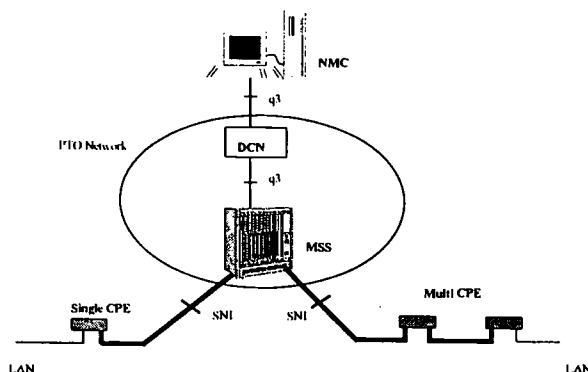 NMC
q3
PTO Network
DCN
q3
MSS
Single CPE
SNI
SNI
Multi CPE
LAN
LAN